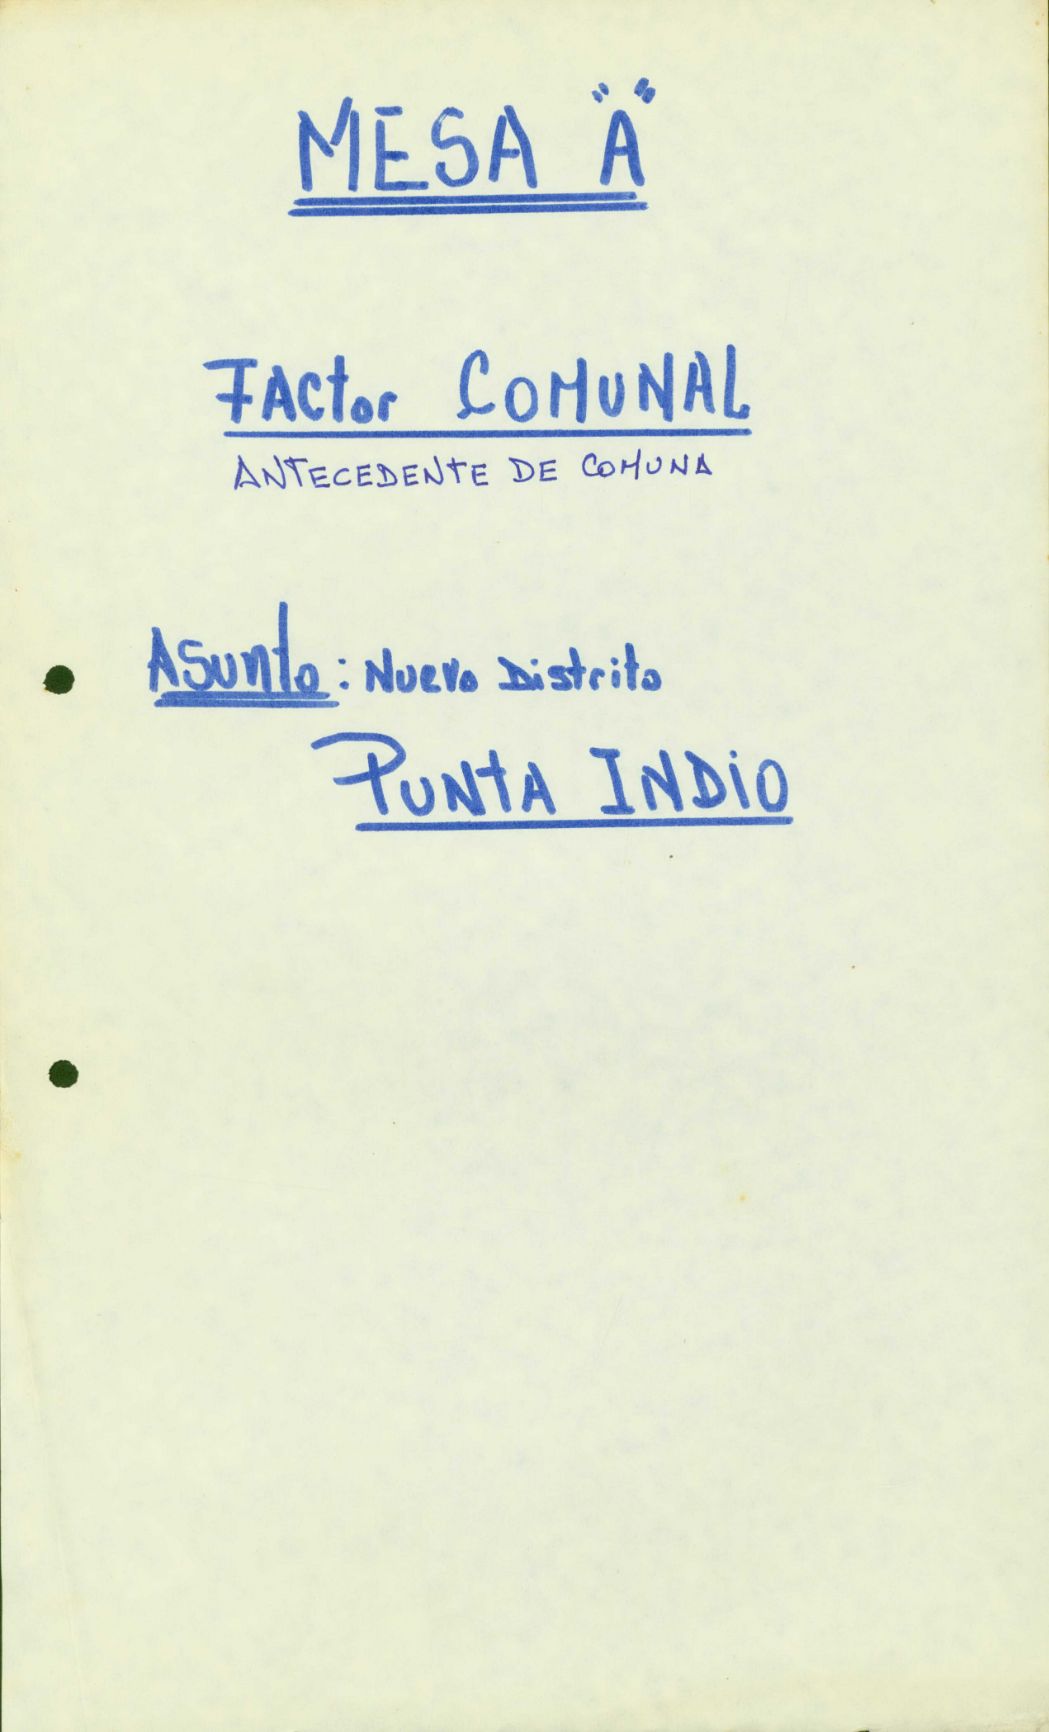 MESA "A"
FACtor COMUNAL
ANTECEDENTE DE COMUNA
Asunto: Nuevo Distrito
PUNTA INDIO